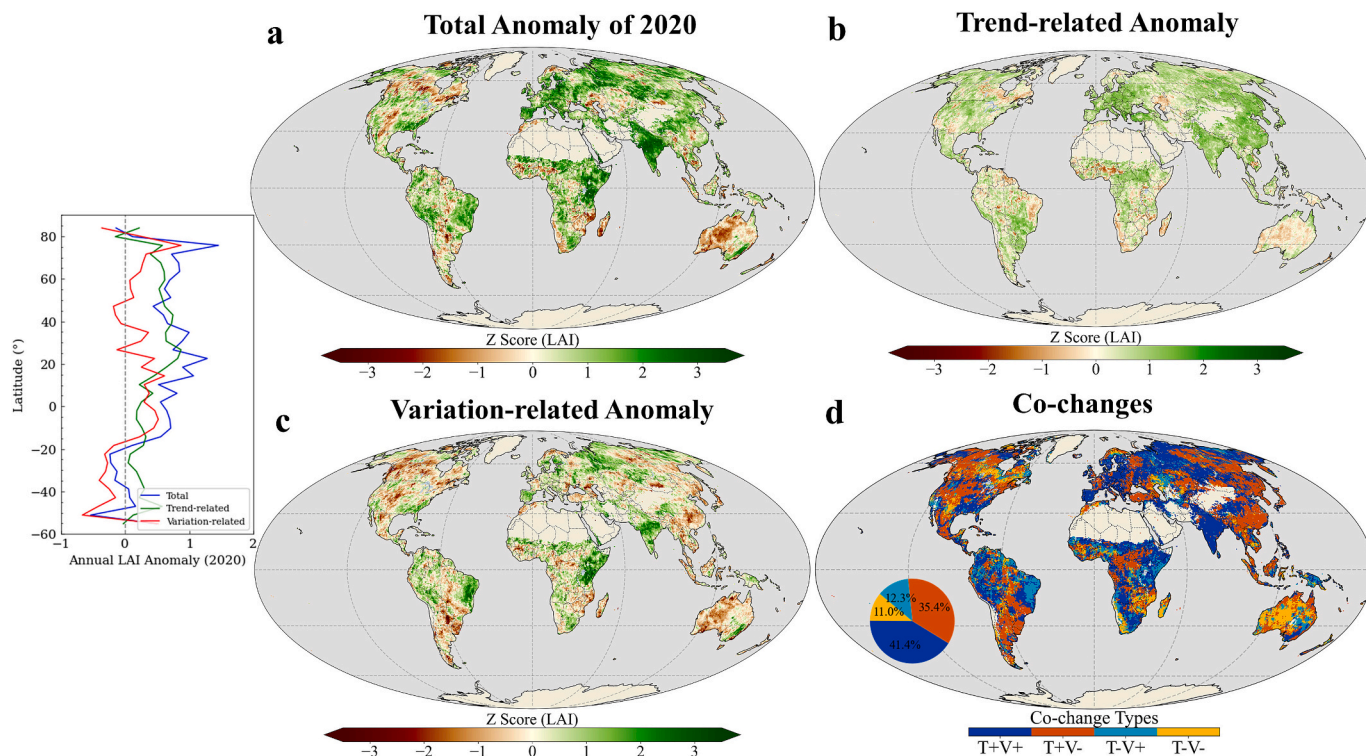 a
Total Anomaly of 2020
b
Trend-related Anomaly
Z Score (LAI)
−3 −2 −1 0 1 2 3
Z Score (LAI)
−3 −2 −1 0 1 2 3
Latitude (°)
80
60
40
20
0
−20
−40
−60
Total
Trend-related
Variation-related
−1 0 1 2
Annual LAI Anomaly (2020)
c
Variation-related Anomaly
Z Score (LAI)
−3 −2 −1 0 1 2 3
d
Co-changes
12.3%
35.4%
11.0%
41.4%
Co-change Types
T+V+ T+V- T-V+ T-V-